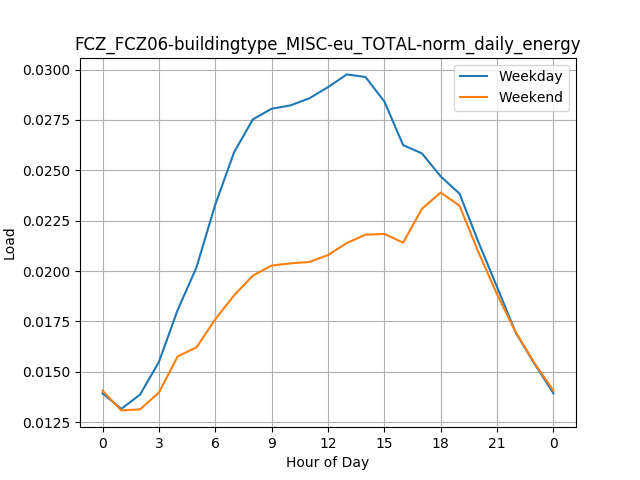 FCZ_FCZ06-buildingtype_MISC-eu_TOTAL-norm_daily_energy
Weekday
Weekend
0.0300
0.0275
0.0250
0.0225
0.0200
0.0175
0.0150
0.0125
Load
0 3 6 9 12 15 18 21 0
Hour of Day